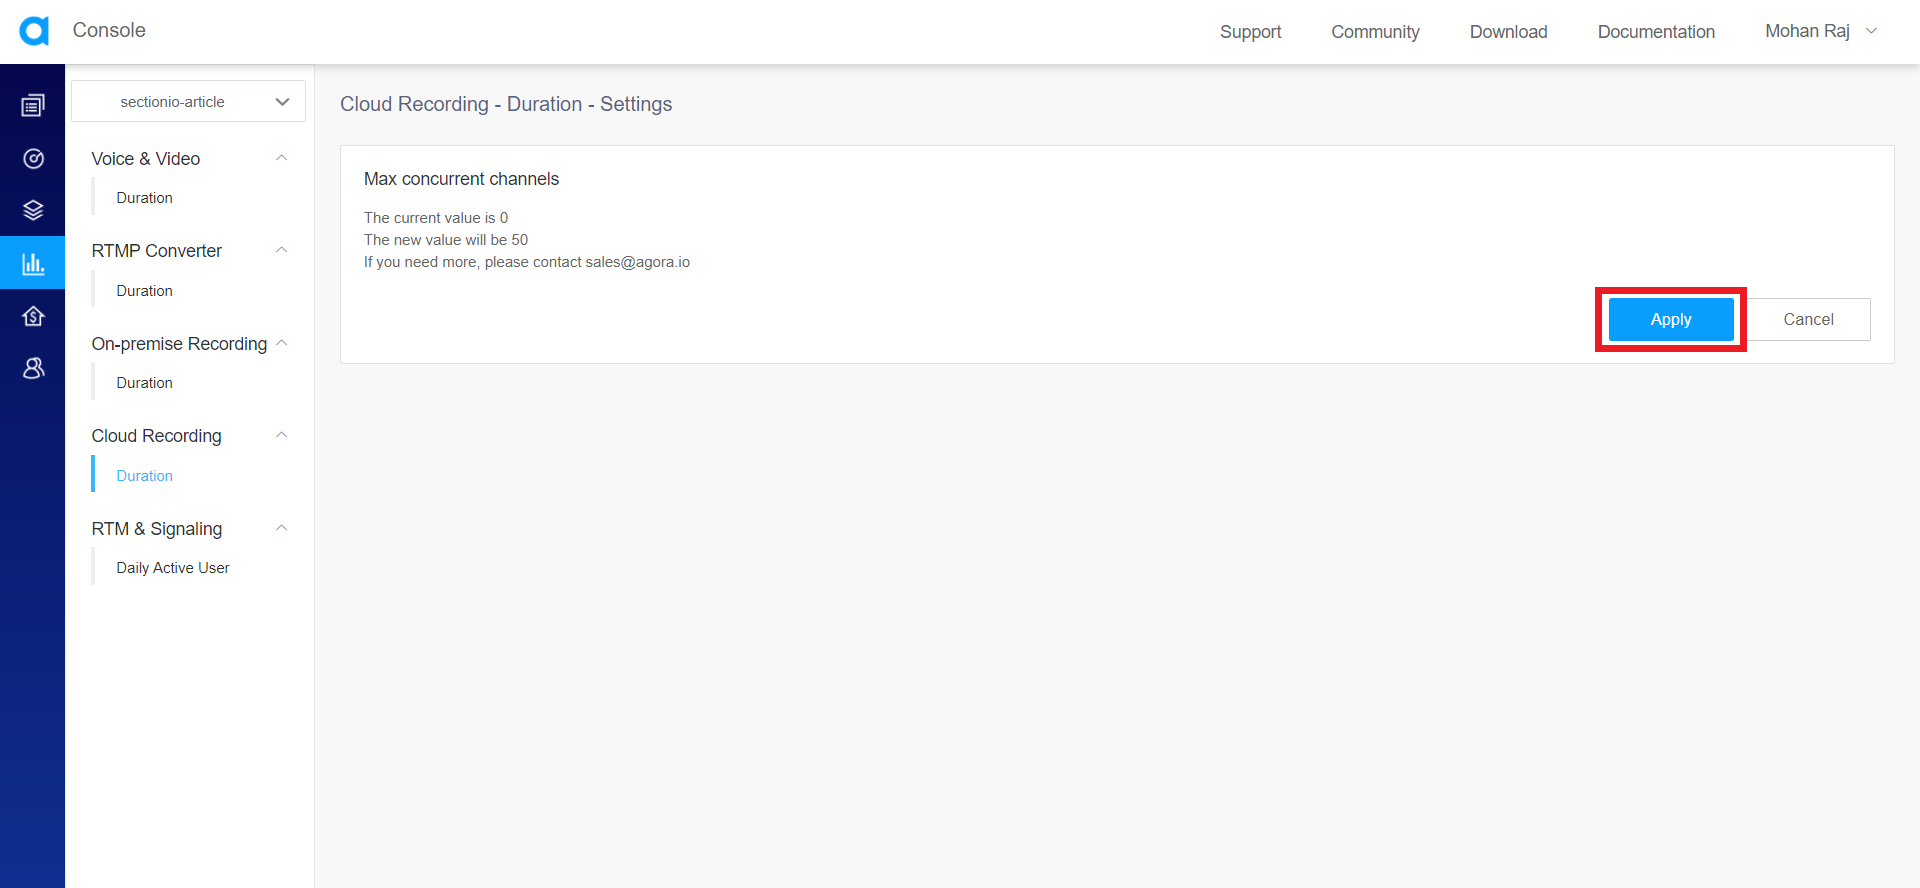 Console
Support
Community
Download
Documentation
Mohan Raj
sectionio-article
Voice & Video
Duration
RTMP Converter
Duration
On-premise Recording
Duration
Cloud Recording
Duration
RTM & Signaling
Daily Active User
Cloud Recording - Duration - Settings
Max concurrent channels
The current value is 0
The new value will be 50
If you need more, please contact sales@agora.io
Apply
Cancel